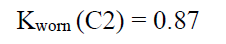 Kworn (C2) = 0.87